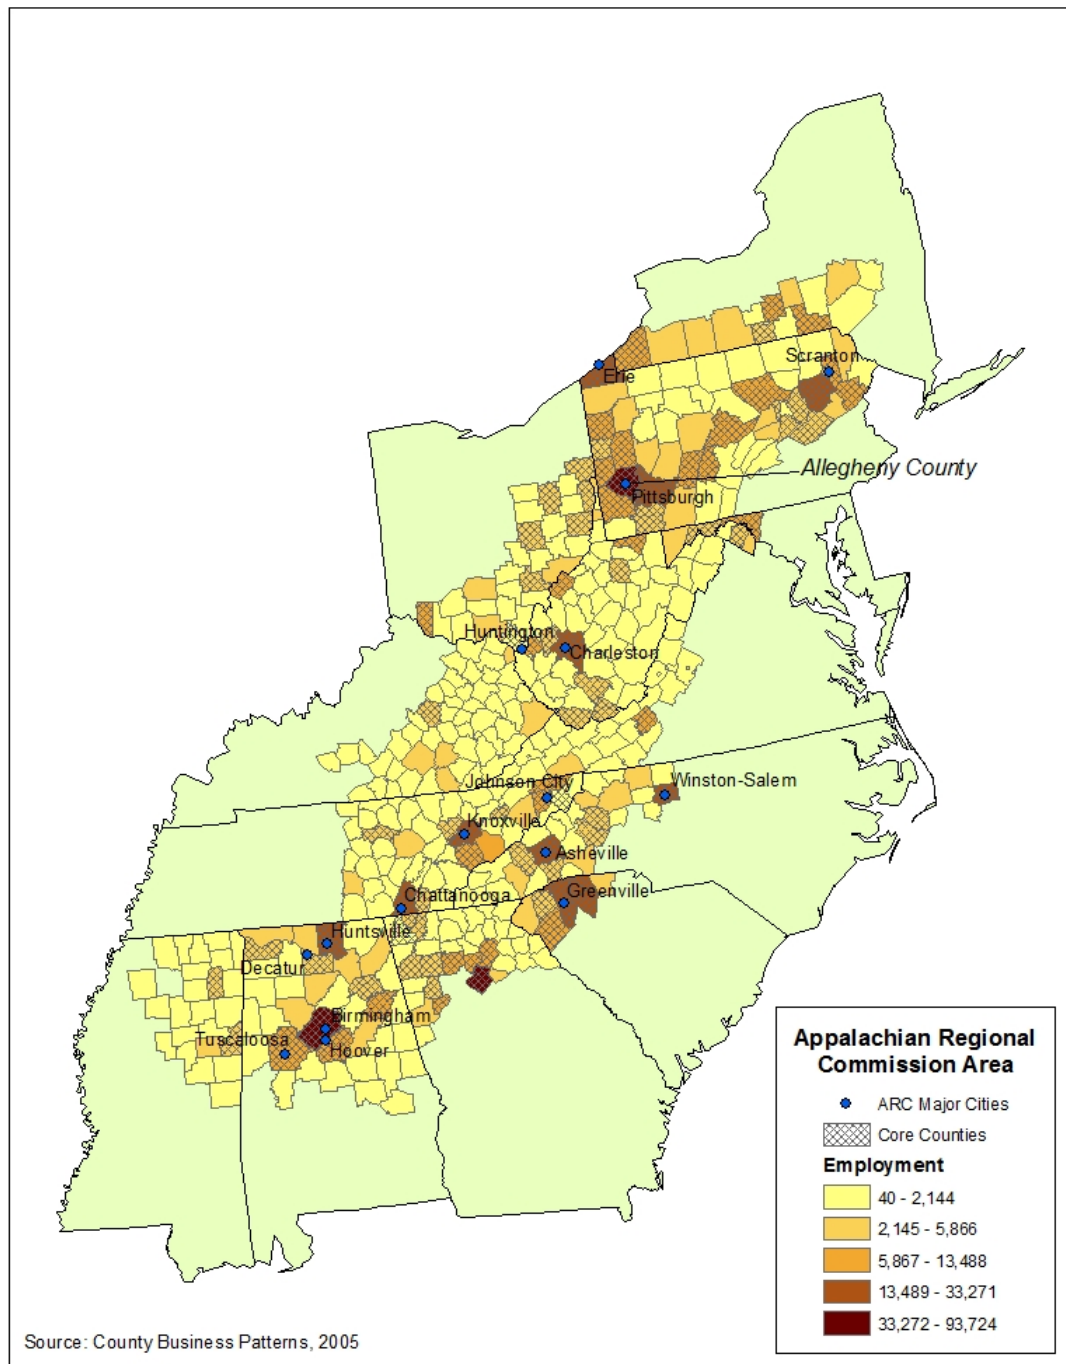 Scranton
Erie
Allegheny County
Pittsburgh
Huntington
Charleston
Johnson City
Winston-Salem
Knoxville
Asheville
Chattanooga
Greenville
Huntsville
Decatur
Birmingham
Tuscaloosa
Hoover
Appalachian Regional
Commission Area
ARC Major Cities
Core Counties
Employment
40 - 2,144
2,145 - 5,866
5,867 - 13,488
13,489 - 33,271
33,272 - 93,724
Source: County Business Patterns, 2005